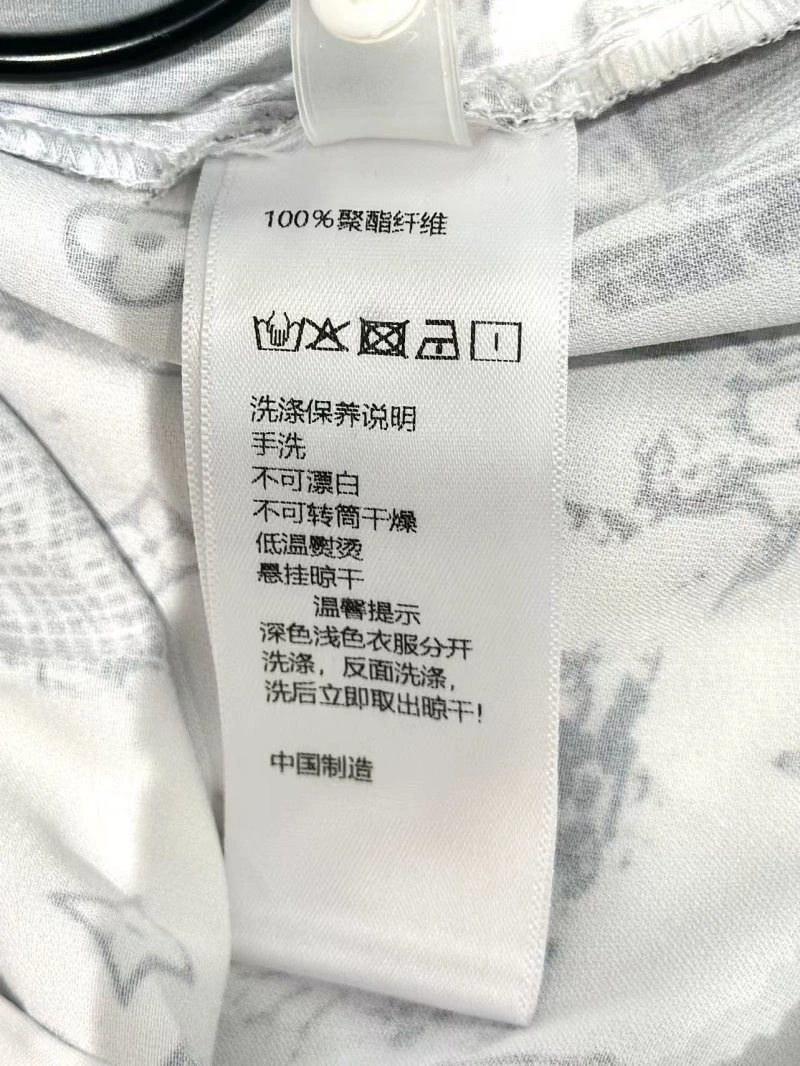 100%聚酯纤维
洗涤保养说明
手洗
不可漂白
不可转筒干燥
低温熨烫
悬挂晾干
温馨提示
深色浅色衣服分开
洗涤，反面洗涤，
洗后立即取出晾干!
中国制造